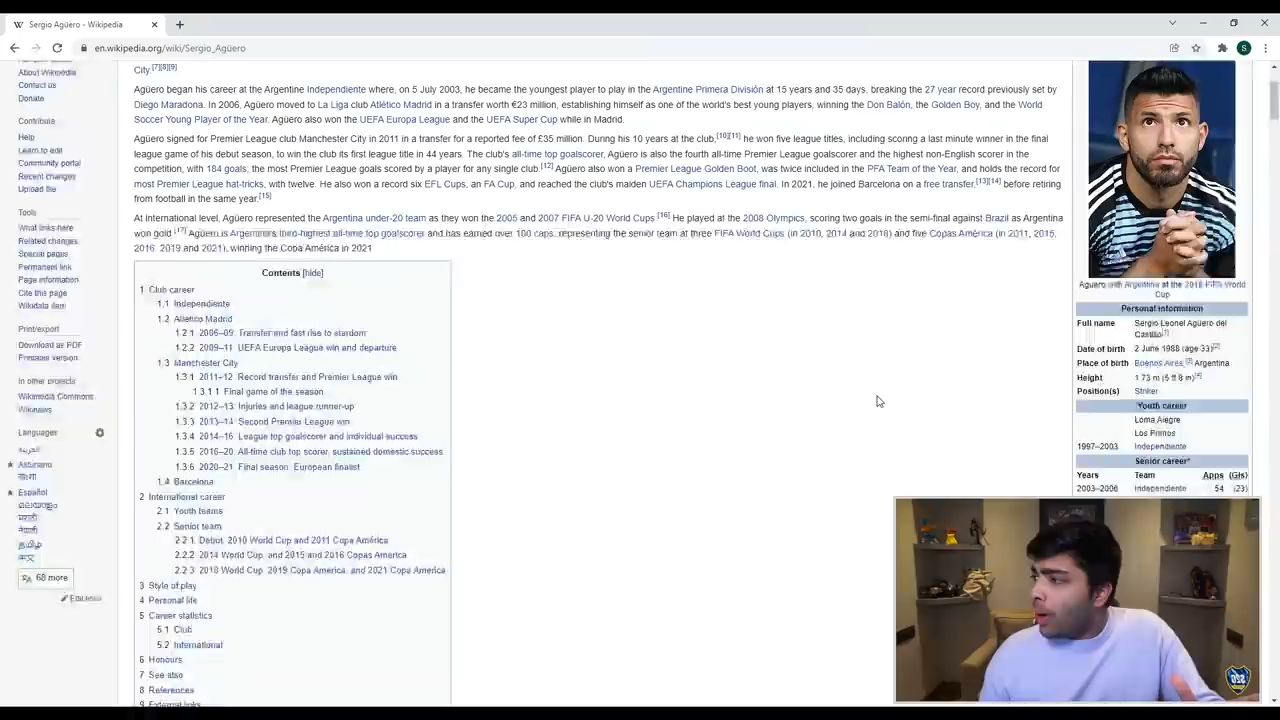 Sergio Agüero - Wikipedia
en.wikipedia.org/wiki/Sergio_Agüero
S
About Wikipedia
Contact us
Donate
Contribute
Help
Learn to edit
Community portal
Recent changes
Upload file
Tools
What links here
Related changes
Special pages
Permanent link
Page information
Cite this page
Wikidata item
Print/export
Download as PDF
Printable version
In other projects
Wikimedia Commons
Wikinews
Languages
العربية
Asturianu
বাংলা
Español
മലയാളം
मराठी
नेपाली
தமிழ்
中文
68 more
Edit links
City.[7][8][9]
Agüero began his career at the Argentine Independiente where, on 5 July 2003, he became the youngest player to play in the Argentine Primera División at 15 years and 35 days, breaking the 27 year record previously set by
Diego Maradona. In 2006, Agüero moved to La Liga club Atlético Madrid in a transfer worth €23 million, establishing himself as one of the world's best young players, winning the Don Balón, the Golden Boy, and the World
Soccer Young Player of the Year. Agüero also won the UEFA Europa League and the UEFA Super Cup while in Madrid.
Agüero signed for Premier League club Manchester City in 2011 in a transfer for a reported fee of £35 million. During his 10 years at the club,[10][11] he won five league titles, including scoring a last minute winner in the final
league game of his debut season, to win the club its first league title in 44 years. The club's all-time top goalscorer, Agüero is also the fourth all-time Premier League goalscorer and the highest non-English scorer in the
competition, with 184 goals; the most Premier League goals scored by a player for any single club.[12] Agüero also won a Premier League Golden Boot, was twice included in the PFA Team of the Year, and holds the record for
most Premier League hat-tricks, with twelve. He also won a record six EFL Cups, an FA Cup, and reached the club's maiden UEFA Champions League final. In 2021, he joined Barcelona on a free transfer,[13][14] before retiring
from football in the same year.[15]
At international level, Agüero represented the Argentina under-20 team as they won the 2005 and 2007 FIFA U-20 World Cups.[16] He played at the 2008 Olympics, scoring two goals in the semi-final against Brazil as Argentina
won gold.[17] Agüero is Argentina's third-highest all-time top goalscorer and has earned over 100 caps, representing the senior team at three FIFA World Cups (in 2010, 2014 and 2018) and five Copas América (in 2011, 2015,
2016, 2019 and 2021), winning the Copa América in 2021
Contents [hide]
1 Club career
1.1 Independiente
1.2 Atlético Madrid
1.2.1 2006–09: Transfer and fast rise to stardom
1.2.2 2009–11: UEFA Europa League win and departure
1.3 Manchester City
1.3.1 2011–12: Record transfer and Premier League win
1.3.1.1 Final game of the season
1.3.2 2012–13: Injuries and league runner-up
1.3.3 2013–14: Second Premier League win
1.3.4 2014–16: League top goalscorer and individual success
1.3.5 2016–20: All-time club top scorer, sustained domestic success
1.3.6 2020–21: Final season: European finalist
1.4 Barcelona
2 International career
2.1 Youth teams
2.2 Senior team
2.2.1 Debut, 2010 World Cup and 2011 Copa América
2.2.2 2014 World Cup, and 2015 and 2016 Copas América
2.2.3 2018 World Cup, 2019 Copa América, and 2021 Copa América
3 Style of play
4 Personal life
5 Career statistics
5.1 Club
5.2 International
6 Honours
7 See also
8 References
9 External links
Agüero with Argentina at the 2018 FIFA World
Cup
Personal information
Full name Sergio Leonel Agüero del
Castillo[1]
Date of birth 2 June 1988 (age 33)[2]
Place of birth Buenos Aires,[3] Argentina
Height 1.73 m (5 ft 8 in)[4]
Position(s) Striker
Youth career
Loma Alegre
Los Primos
1997–2003 Independiente
Senior career*
Years Team Apps (Gls)
2003–2006 Independiente 54 (23)